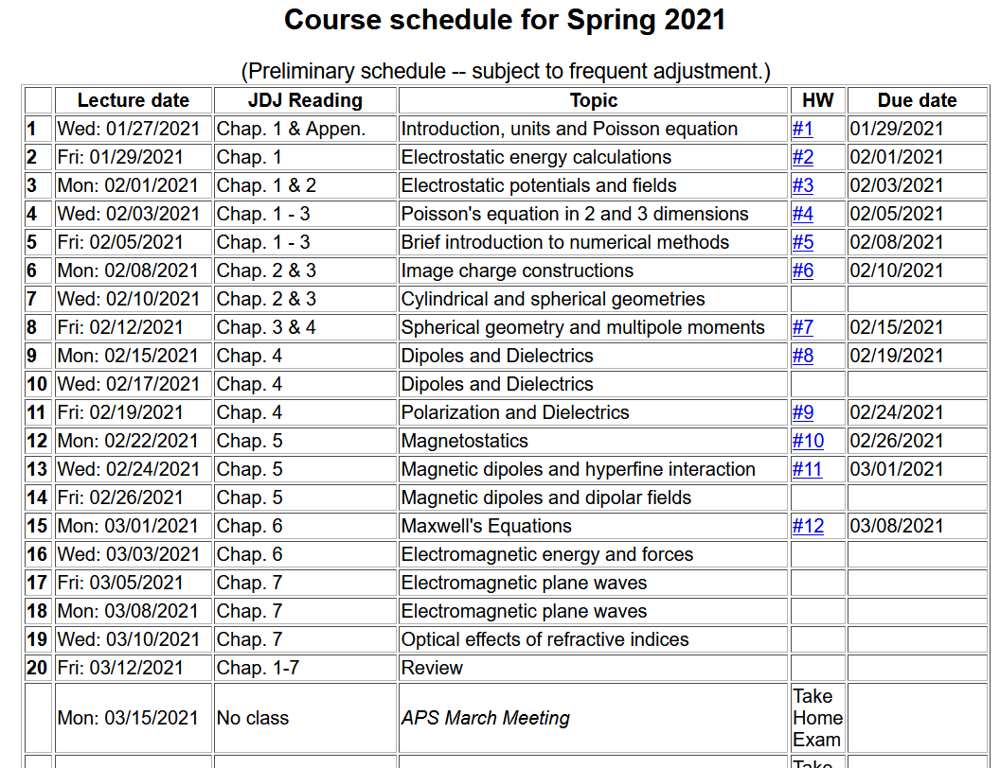 Course schedule for Spring 2021
(Preliminary schedule -- subject to frequent adjustment.)
Lecture date JDJ Reading Topic HW Due date
1 Wed: 01/27/2021 Chap. 1 & Appen. Introduction, units and Poisson equation #1 01/29/2021
2 Fri: 01/29/2021 Chap. 1 Electrostatic energy calculations #2 02/01/2021
3 Mon: 02/01/2021 Chap. 1 & 2 Electrostatic potentials and fields #3 02/03/2021
4 Wed: 02/03/2021 Chap. 1 - 3 Poisson's equation in 2 and 3 dimensions #4 02/05/2021
5 Fri: 02/05/2021 Chap. 1 - 3 Brief introduction to numerical methods #5 02/08/2021
6 Mon: 02/08/2021 Chap. 2 & 3 Image charge constructions #6 02/10/2021
7 Wed: 02/10/2021 Chap. 2 & 3 Cylindrical and spherical geometries
8 Fri: 02/12/2021 Chap. 3 & 4 Spherical geometry and multipole moments #7 02/15/2021
9 Mon: 02/15/2021 Chap. 4 Dipoles and Dielectrics #8 02/19/2021
10 Wed: 02/17/2021 Chap. 4 Dipoles and Dielectrics
11 Fri: 02/19/2021 Chap. 4 Polarization and Dielectrics #9 02/24/2021
12 Mon: 02/22/2021 Chap. 5 Magnetostatics #10 02/26/2021
13 Wed: 02/24/2021 Chap. 5 Magnetic dipoles and hyperfine interaction #11 03/01/2021
14 Fri: 02/26/2021 Chap. 5 Magnetic dipoles and dipolar fields
15 Mon: 03/01/2021 Chap. 6 Maxwell's Equations #12 03/08/2021
16 Wed: 03/03/2021 Chap. 6 Electromagnetic energy and forces
17 Fri: 03/05/2021 Chap. 7 Electromagnetic plane waves
18 Mon: 03/08/2021 Chap. 7 Electromagnetic plane waves
19 Wed: 03/10/2021 Chap. 7 Optical effects of refractive indices
20 Fri: 03/12/2021 Chap. 1-7 Review
Mon: 03/15/2021 No class APS March Meeting Take
Home
Exam
Take